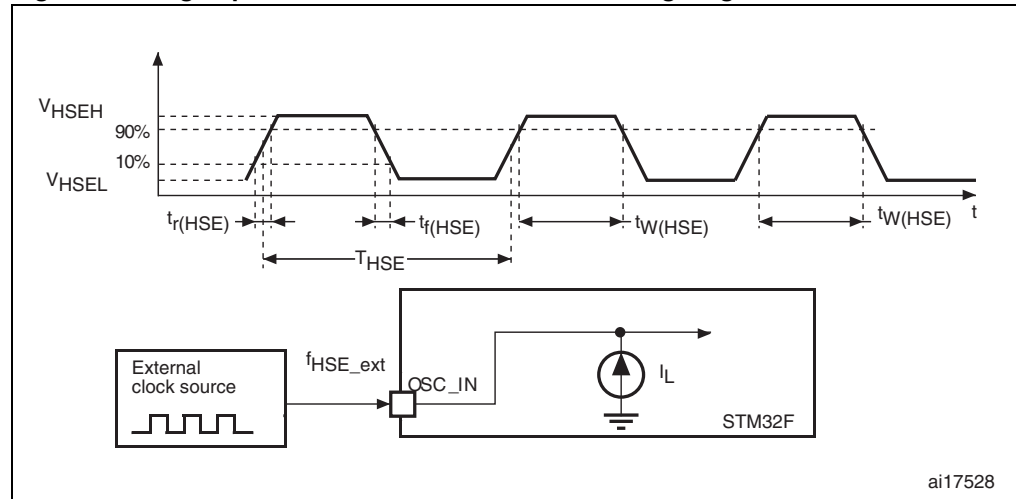 VHSEH
90%
10%
VHSEL
tr(HSE)
tf(HSE)
tW(HSE)
tW(HSE)
t
THSE
External
clock source
fHSE_ext
OSC_IN
IL
STM32F
ai17528